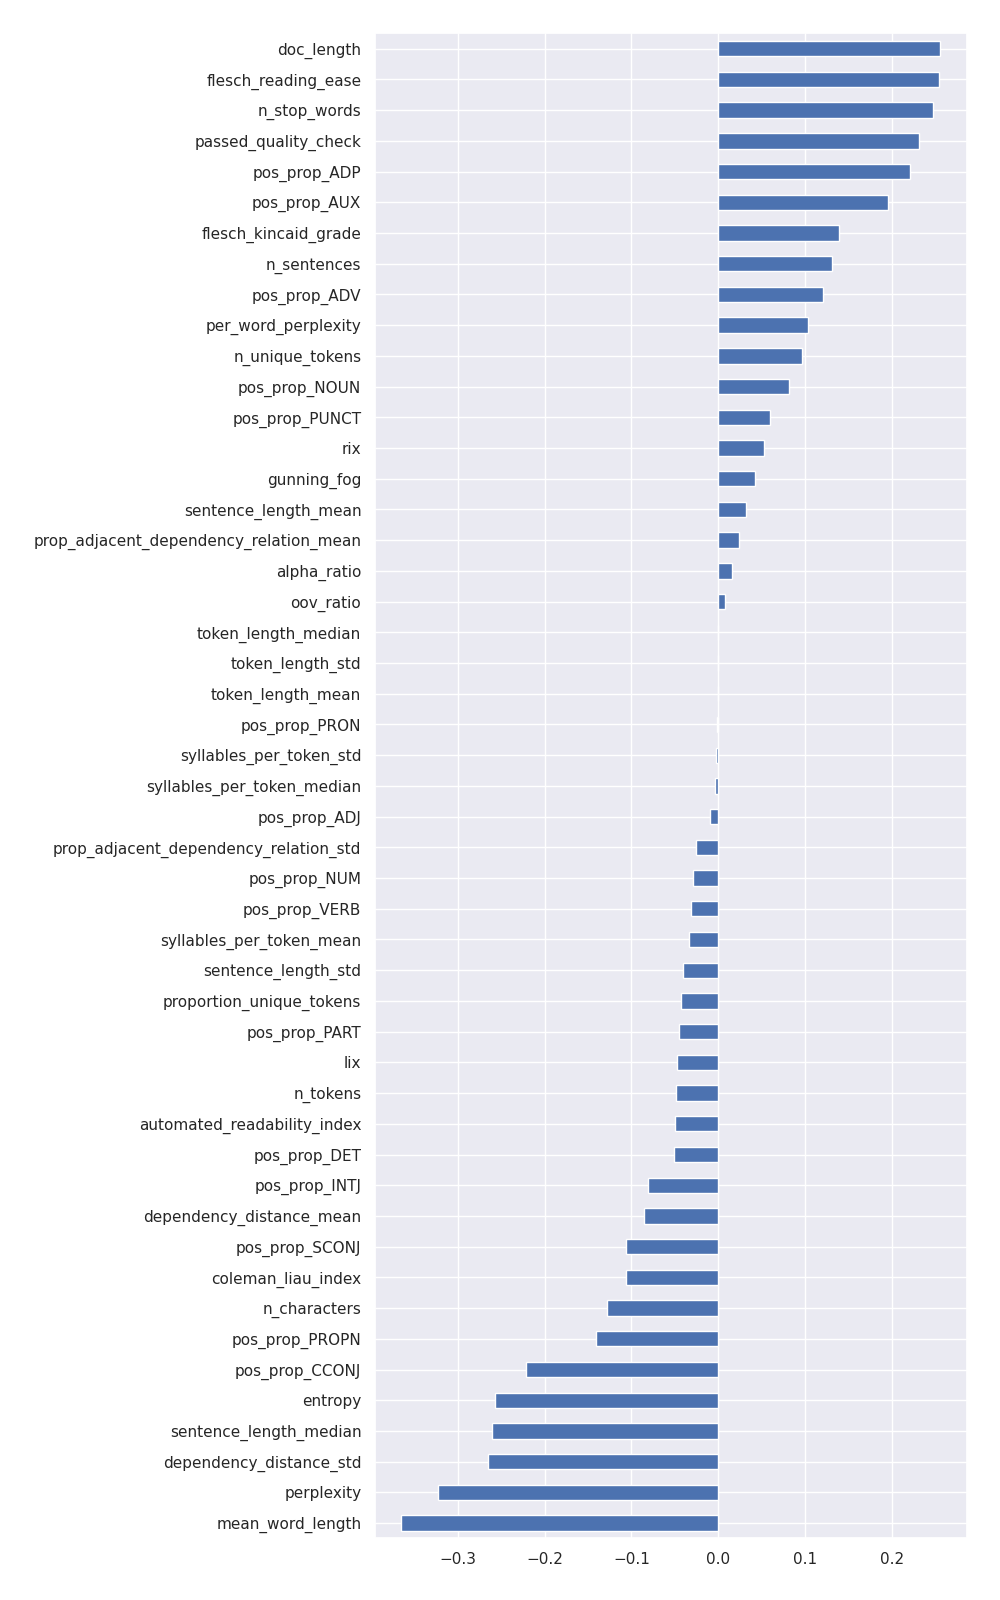 doc_length
flesch_reading_ease
n_stop_words
passed_quality_check
pos_prop_ADP
pos_prop_AUX
flesch_kincaid_grade
n_sentences
pos_prop_ADV
per_word_perplexity
n_unique_tokens
pos_prop_NOUN
pos_prop_PUNCT
rix
gunning_fog
sentence_length_mean
prop_adjacent_dependency_relation_mean
alpha_ratio
oov_ratio
token_length_median
token_length_std
token_length_mean
pos_prop_PRON
syllables_per_token_std
syllables_per_token_median
pos_prop_ADJ
prop_adjacent_dependency_relation_std
pos_prop_NUM
pos_prop_VERB
syllables_per_token_mean
sentence_length_std
proportion_unique_tokens
pos_prop_PART
lix
n_tokens
automated_readability_index
pos_prop_DET
pos_prop_INTJ
dependency_distance_mean
pos_prop_SCONJ
coleman_liau_index
n_characters
pos_prop_PROPN
pos_prop_CCONJ
entropy
sentence_length_median
dependency_distance_std
perplexity
mean_word_length
−0.3 −0.2 −0.1 0.0 0.1 0.2